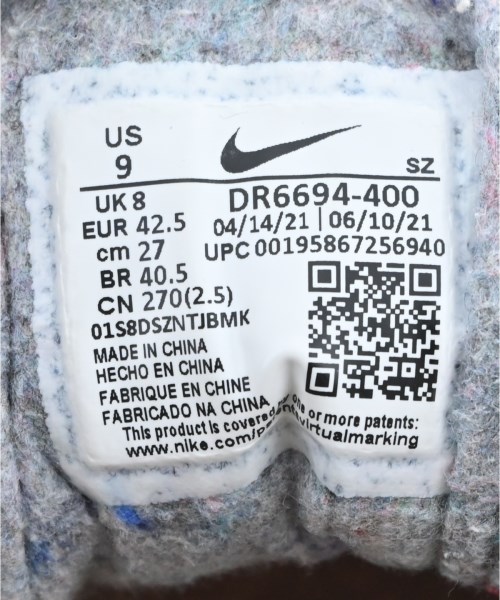 US
9
SZ
UK 8
EUR 42.5
cm 27
BR 40.5
CN 270(2.5)
01S8DSZNTJBMK
DR6694-400
04/14/21 | 06/10/21
UPC 00195867256940
MADE IN CHINA
HECHO EN CHINA
FABRIQUE EN CHINE
FABRICADO NA CHINA
This product is covered one or more patents:
www.nike.com/ virtualmarking